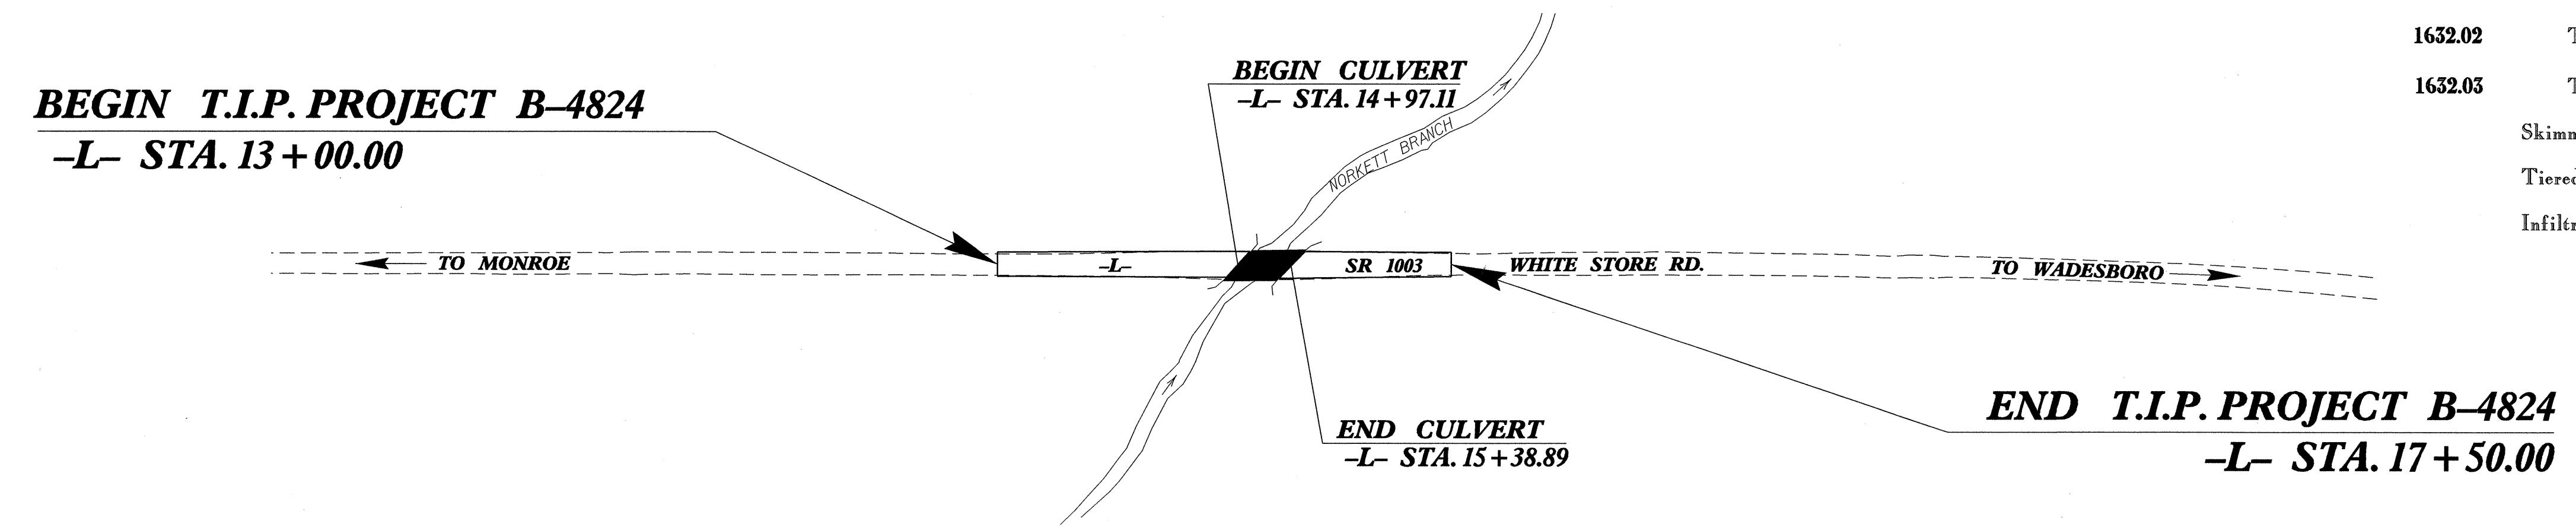 1632.02
1632.03
BEGIN CULVERT
–L– STA. 14+97.11
BEGIN T.I.P. PROJECT B–4824
–L– STA. 13+00.00
NORKETT BRANCH
TO MONROE
–L–
SR 1003
WHITE STORE RD.
TO WADESBORO
END CULVERT
–L– STA. 15+38.89
END T.I.P. PROJECT B–4824
–L– STA. 17+50.00